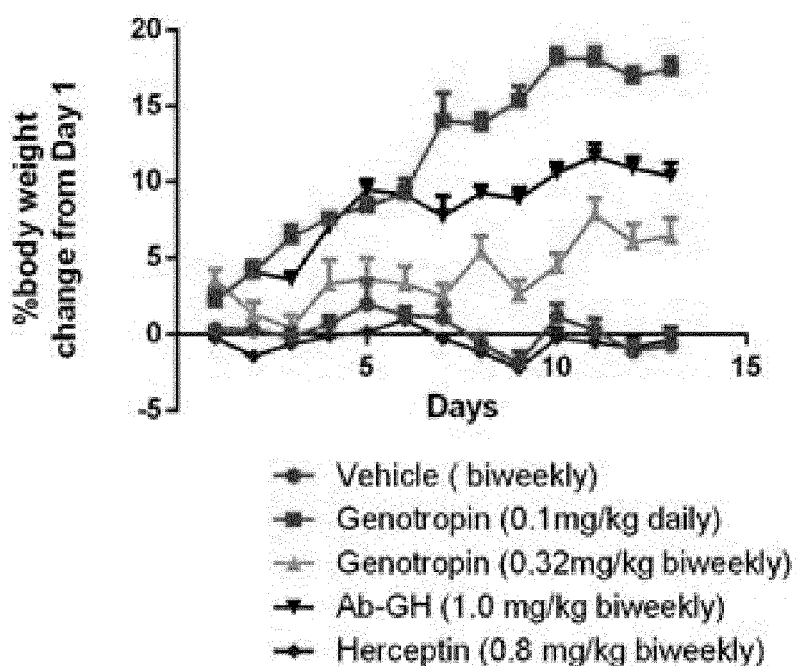 20
15
10
5
0
-5
%body weight
change from Day 1
5
10
15
Days
Vehicle ( biweekly)
Genotropin (0.1mg/kg daily)
Genotropin (0.32mg/kg biweekly)
Ab-GH (1.0 mg/kg biweekly)
Herceptin (0.8 mg/kg biweekly)